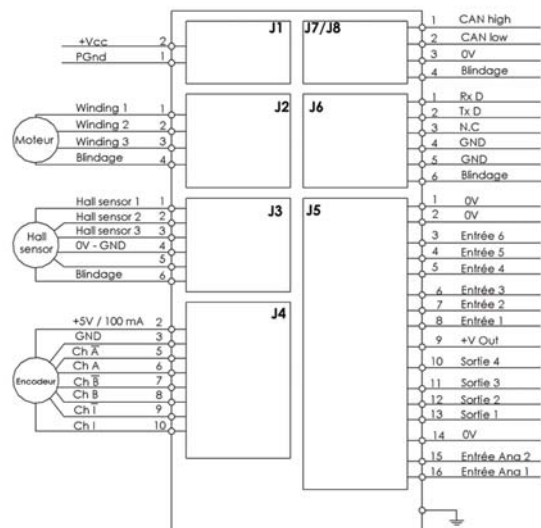 J1
+Vcc 2
PGnd 1
J2
Moteur
Winding 1 1
Winding 2 2
Winding 3 3
Blindage 4
J3
Hall sensor
Hall sensor 1 1
Hall sensor 2 2
Hall sensor 3 3
0V - GND 4
5
Blindage 6
J4
Encodeur
+5V / 100 mA 2
GND 3
Ch A̅ 5
Ch A 6
Ch B̅ 7
Ch B 8
Ch I̅ 9
Ch I 10
J7/J8
1 CAN high
2 CAN low
3 0V
4 Blindage
J6
1 Rx D
2 Tx D
3 N.C
4 GND
5 GND
6 Blindage
J5
1 0V
2 0V
3 Entrée 6
4 Entrée 5
5 Entrée 4
6 Entrée 3
7 Entrée 2
8 Entrée 1
9 +V Out
10 Sortie 4
11 Sortie 3
12 Sortie 2
13 Sortie 1
14 0V
15 Entrée Ana 2
16 Entrée Ana 1